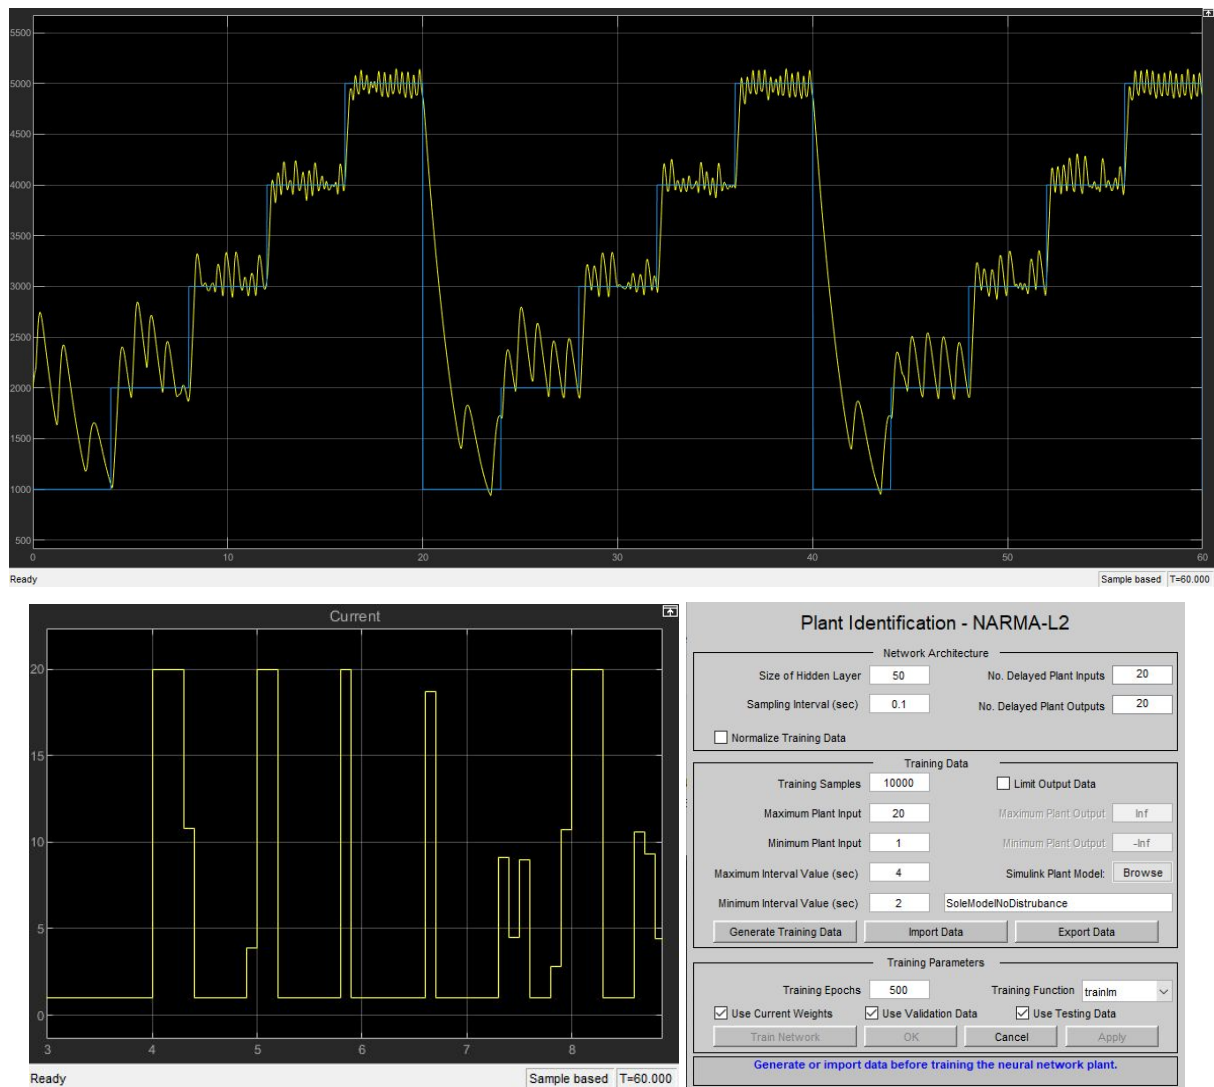 5500
5000
4500
4000
3500
3000
2500
2000
1500
1000
500
0 10 20 30 40 50 60
Ready Sample based T=60.000
Current
20
15
10
5
0
3 4 5 6 7 8
Ready Sample based T=60.000
Plant Identification - NARMA-L2
Network Architecture
Size of Hidden Layer 50 No. Delayed Plant Inputs 20
Sampling Interval (sec) 0.1 No. Delayed Plant Outputs 20
Normalize Training Data
Training Data
Training Samples 10000 Limit Output Data
Maximum Plant Input 20 Maximum Plant Output Inf
Minimum Plant Input 1 Minimum Plant Output -Inf
Maximum Interval Value (sec) 4 Simulink Plant Model: Browse
Minimum Interval Value (sec) 2 SoleModelNoDistrubance
Generate Training Data Import Data Export Data
Training Parameters
Training Epochs 500 Training Function trainlm
Use Current Weights Use Validation Data Use Testing Data
Train Network OK Cancel Apply
Generate or import data before training the neural network plant.